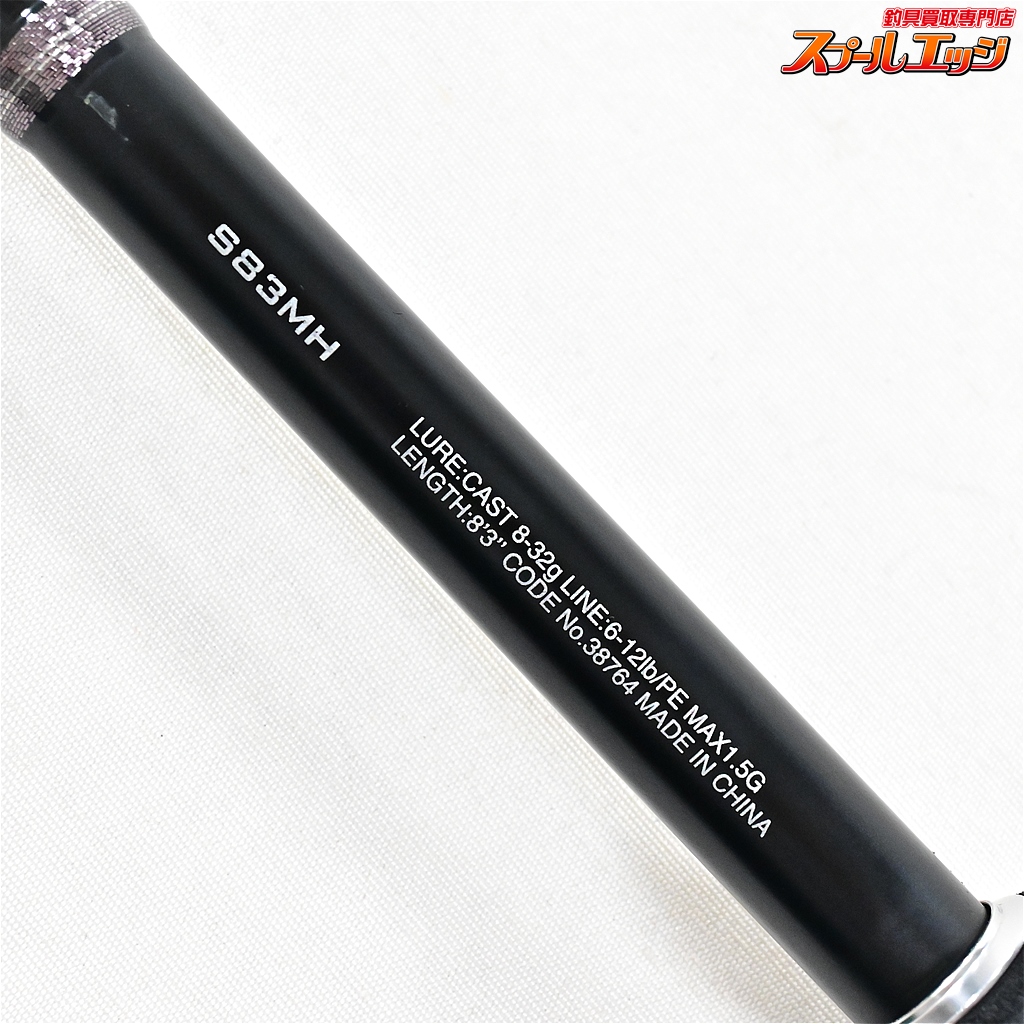 釣具買取専門店
スプールエッジ
S83MH
LURE:CAST 8-32g LINE:6-12lb/PE MAX1.5G
LENGTH:8'3" CODE No.38764 MADE IN CHINA